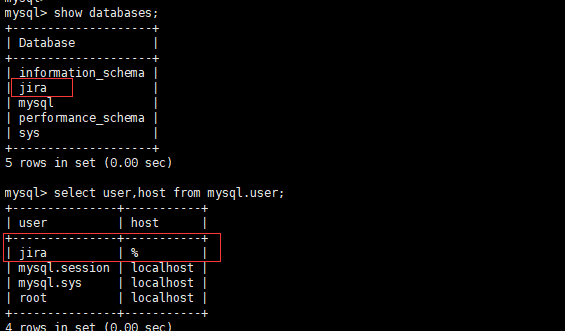 mysql>
mysql> show databases;
+--------------------+
| Database           |
+--------------------+
| information_schema |
| jira               |
| mysql              |
| performance_schema |
| sys                |
+--------------------+
5 rows in set (0.00 sec)
mysql> select user,host from mysql.user;
+---------------+-----------+
| user          | host      |
+---------------+-----------+
| jira          | %         |
| mysql.session | localhost |
| mysql.sys     | localhost |
| root          | localhost |
+---------------+-----------+
4 rows in set (0.00 sec)